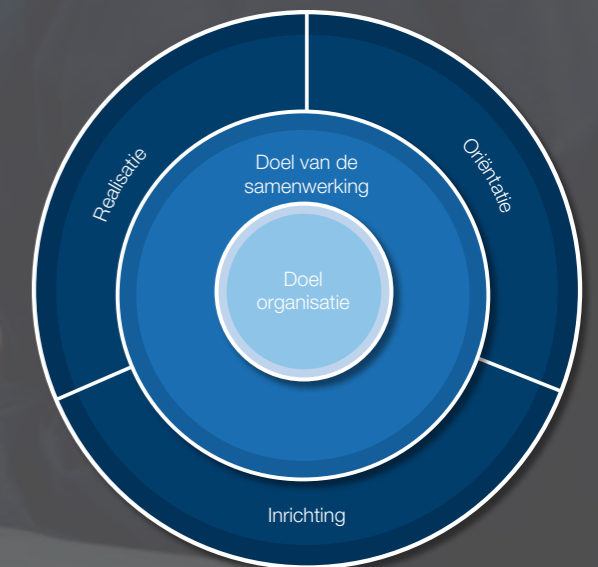 Realisatie
Oriëntatie
Doel van de
samenwerking
Doel
organisatie
Inrichting